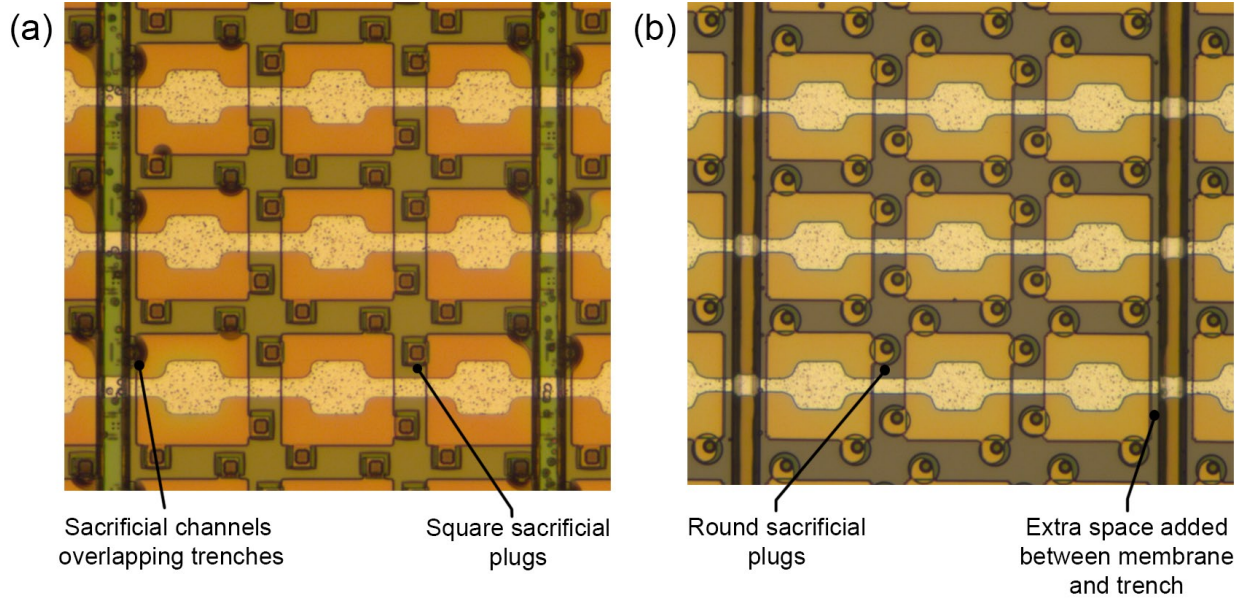 (a)
(b)
Sacrificial channels
overlapping trenches
Square sacrificial
plugs
Round sacrificial
plugs
Extra space added
between membrane
and trench